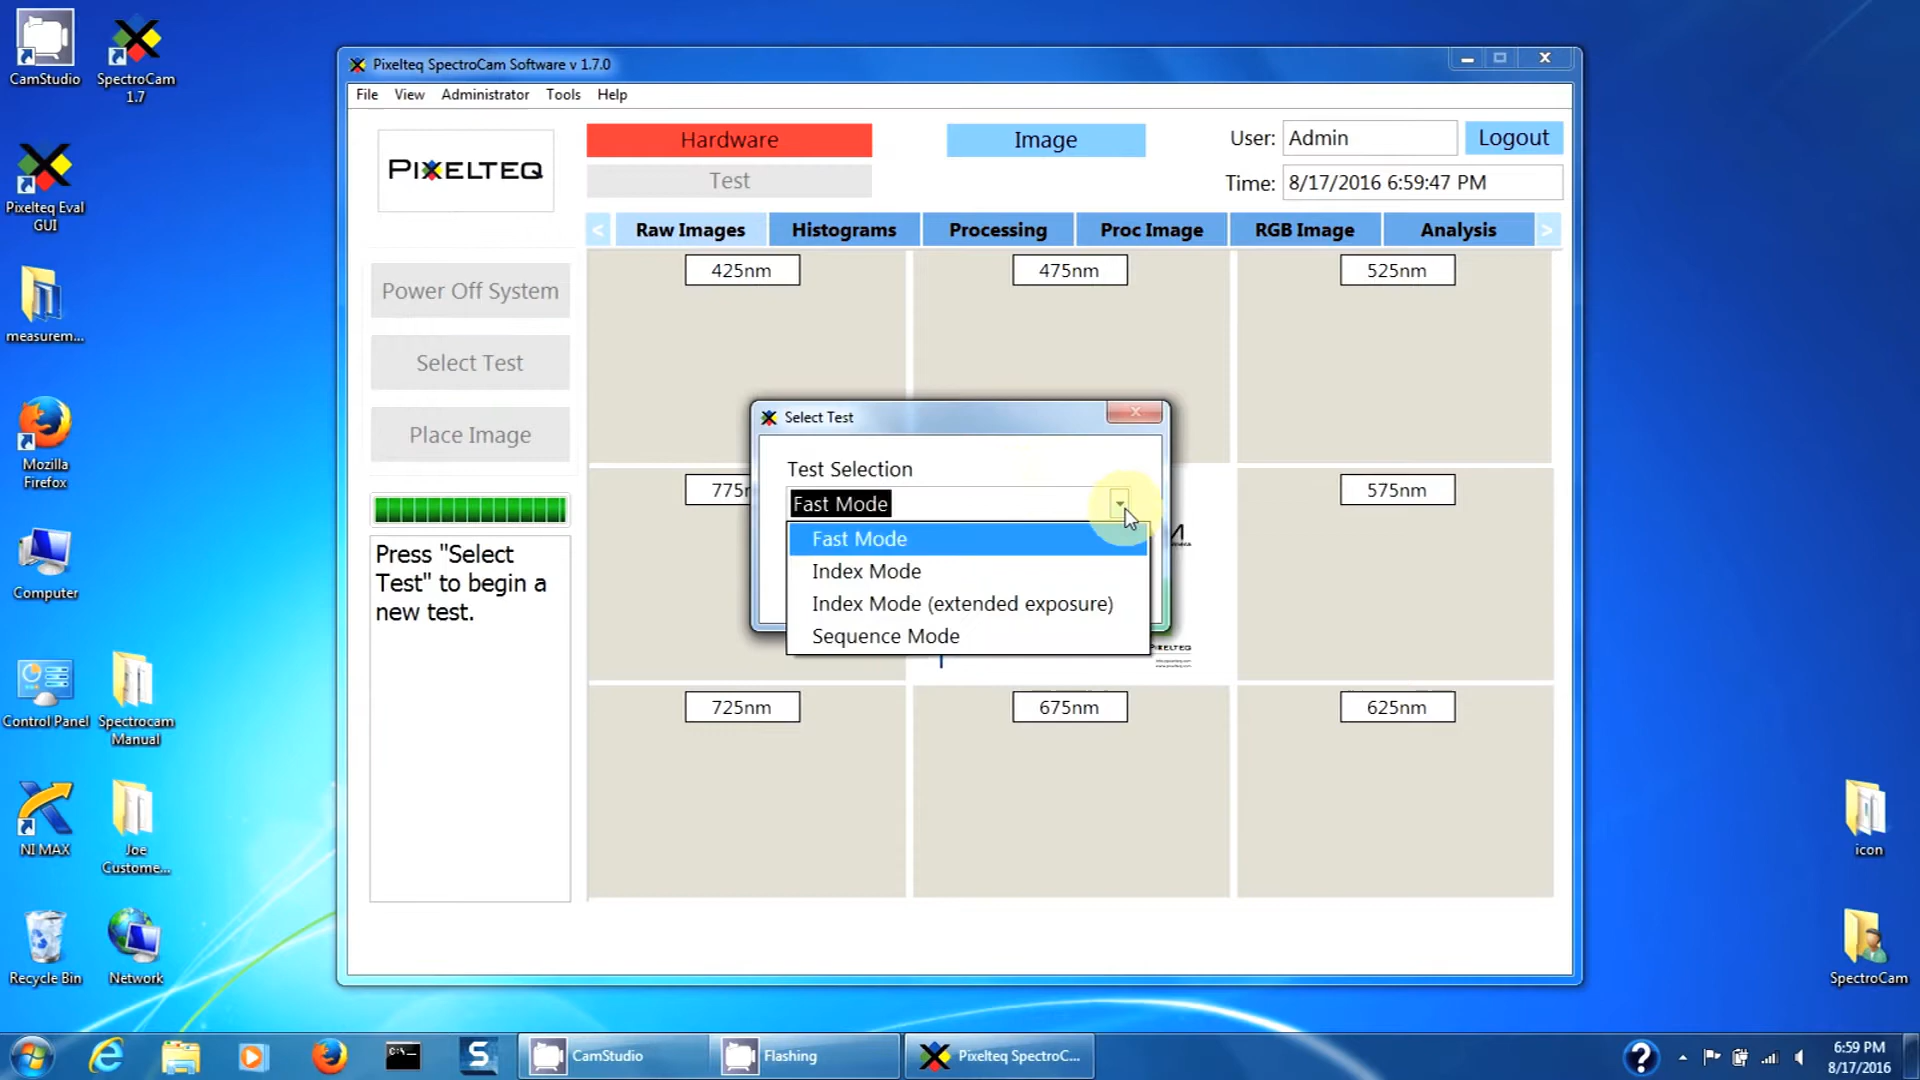 CamStudio
SpectroCam
1.7
Pixelteq Eval
GUI
measurem...
Mozilla
Firefox
Computer
Control Panel
Spectrocam
Manual
NI MAX
Joe
Custome...
Recycle Bin
Network
Pixelteq SpectroCam Software v 1.7.0
File View Administrator Tools Help
PIXELTEQ
Hardware
Test
Image
User: Admin Logout
Time: 8/17/2016 6:59:47 PM
< Raw Images Histograms Processing Proc Image RGB Image Analysis >
Power Off System
Select Test
Place Image
Press "Select
Test" to begin a
new test.
425nm 475nm 525nm
Select Test
Test Selection
Fast Mode
Fast Mode
Index Mode
Index Mode (extended exposure)
Sequence Mode
575nm
PIXELTEQ
725nm 675nm 625nm
icon
SpectroCam
CamStudio
Flashing
Pixelteq SpectroC...
6:59 PM
8/17/2016